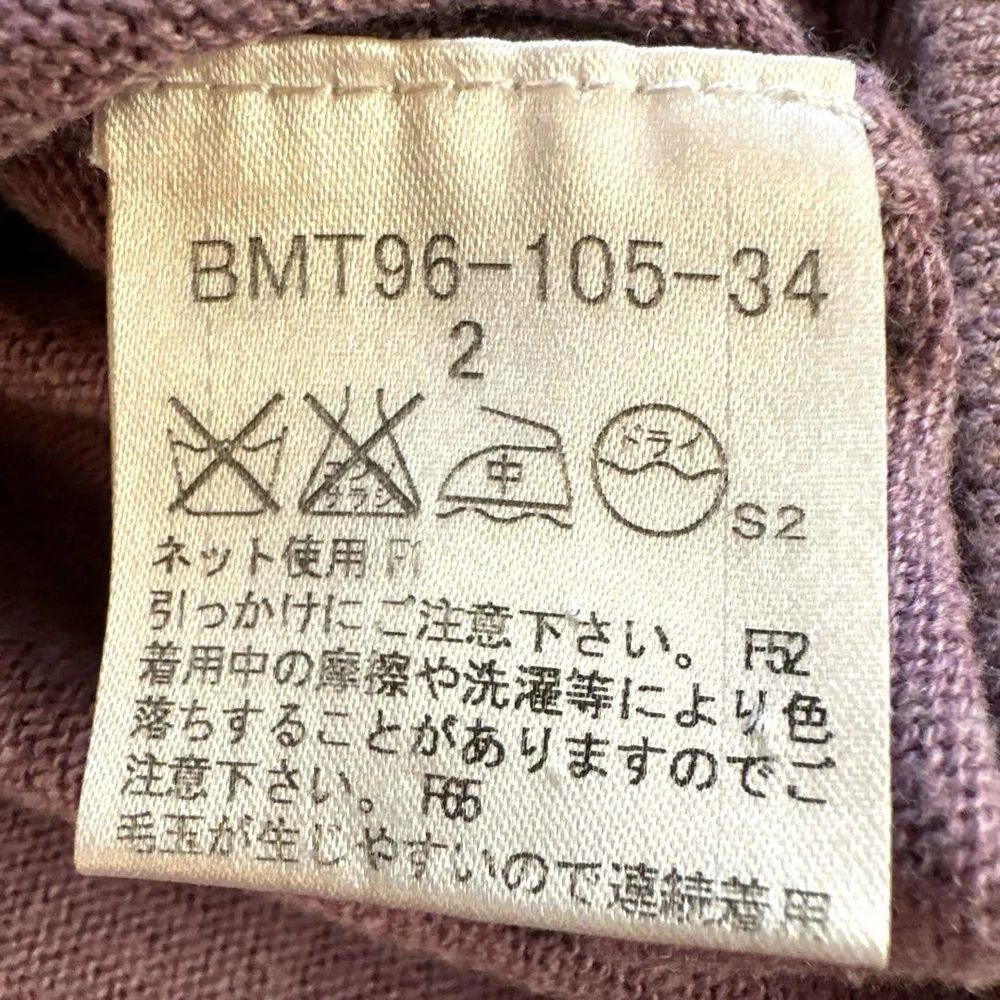 BMT96-105-34
2
エンソ
サラシ
中
ドライ
S2
ネット使用 F1
引っかけにご注意下さい。 F52
着用中の摩擦や洗濯等により色
落ちすることがありますのでご
注意下さい。 F65
毛玉が生じやすいので連続着用